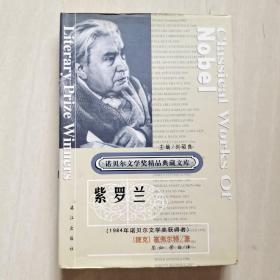 Nobel
Classical Works Of
Literary Prize Winners
主编/刘硕良
诺贝尔文学奖精品典藏文库
紫罗兰
(1984年诺贝尔文学奖获得者)
[捷克] 塞弗尔特/著
漓江出版社